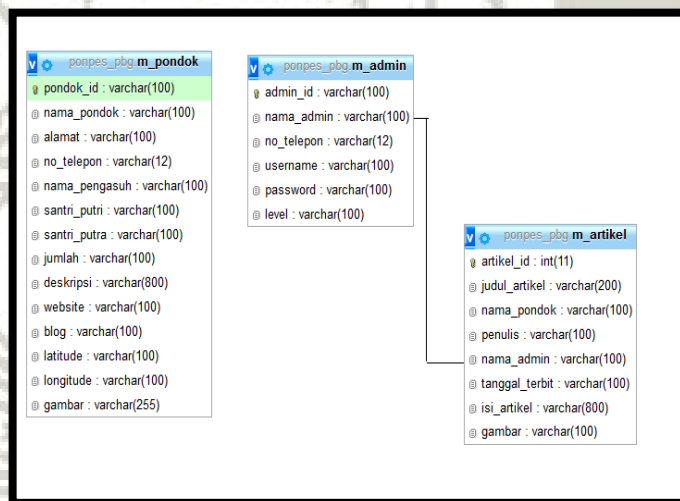 ponpes_pbg m_pondok
pondok_id : varchar(100)
nama_pondok : varchar(100)
alamat : varchar(100)
no_telepon : varchar(12)
nama_pengasuh : varchar(100)
santri_putri : varchar(100)
santri_putra : varchar(100)
jumlah : varchar(100)
deskripsi : varchar(800)
website : varchar(100)
blog : varchar(100)
latitude : varchar(100)
longitude : varchar(100)
gambar : varchar(255)
ponpes_pbg m_admin
admin_id : varchar(100)
nama_admin : varchar(100)
no_telepon : varchar(12)
username : varchar(100)
password : varchar(100)
level : varchar(100)
ponpes_pbg m_artikel
artikel_id : int(11)
judul_artikel : varchar(200)
nama_pondok : varchar(100)
penulis : varchar(100)
nama_admin : varchar(100)
tanggal_terbit : varchar(100)
isi_artikel : varchar(800)
gambar : varchar(100)